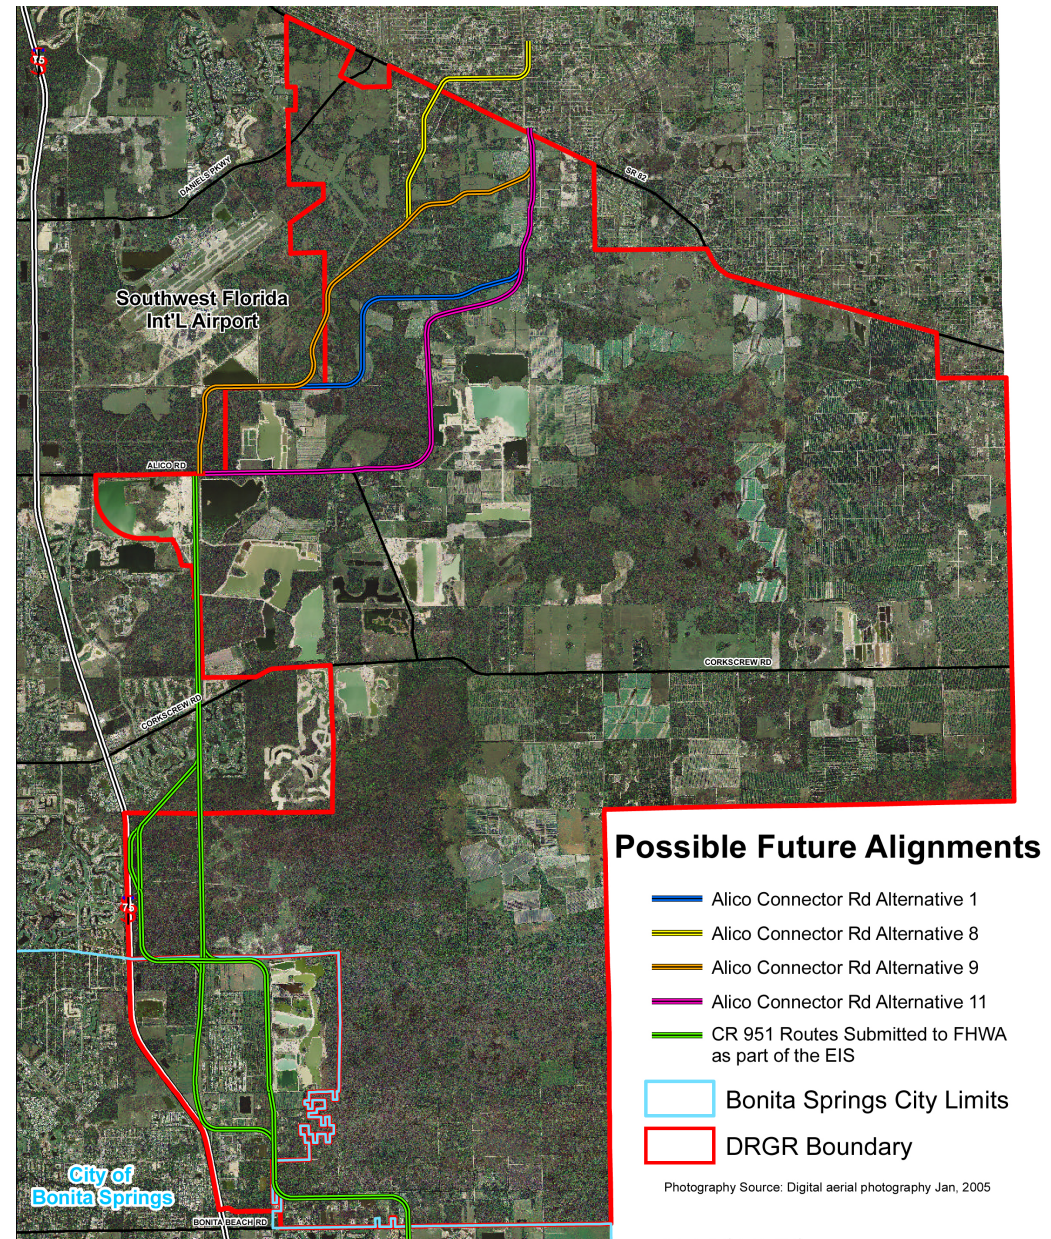 75
DANIELS PKWY
SR 82
Southwest Florida
Int'L Airport
ALICO RD
CORKSCREW RD
CORKSCREW RD
75
City of
Bonita Springs
BONITA BEACH RD
Possible Future Alignments
Alico Connector Rd Alternative 1
Alico Connector Rd Alternative 8
Alico Connector Rd Alternative 9
Alico Connector Rd Alternative 11
CR 951 Routes Submitted to FHWA
as part of the EIS
Bonita Springs City Limits
DRGR Boundary
Photography Source: Digital aerial photography Jan, 2005